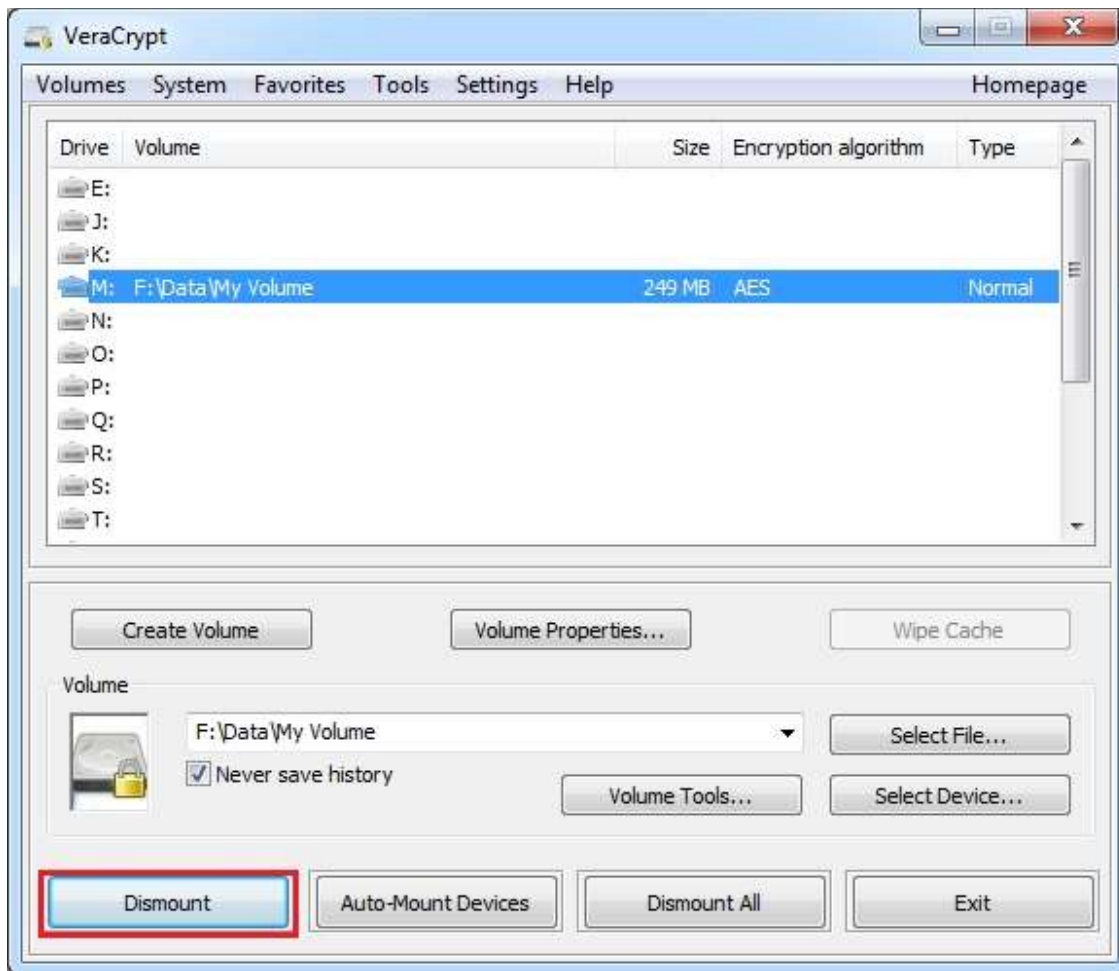 VeraCrypt
Volumes System Favorites Tools Settings Help Homepage
Drive Volume Size Encryption algorithm Type
E:
J:
K:
M: F:\Data\My Volume 249 MB AES Normal
N:
O:
P:
Q:
R:
S:
T:
Create Volume Volume Properties... Wipe Cache
Volume
F:\Data\My Volume Select File...
Never save history
Volume Tools... Select Device...
Dismount Auto-Mount Devices Dismount All Exit